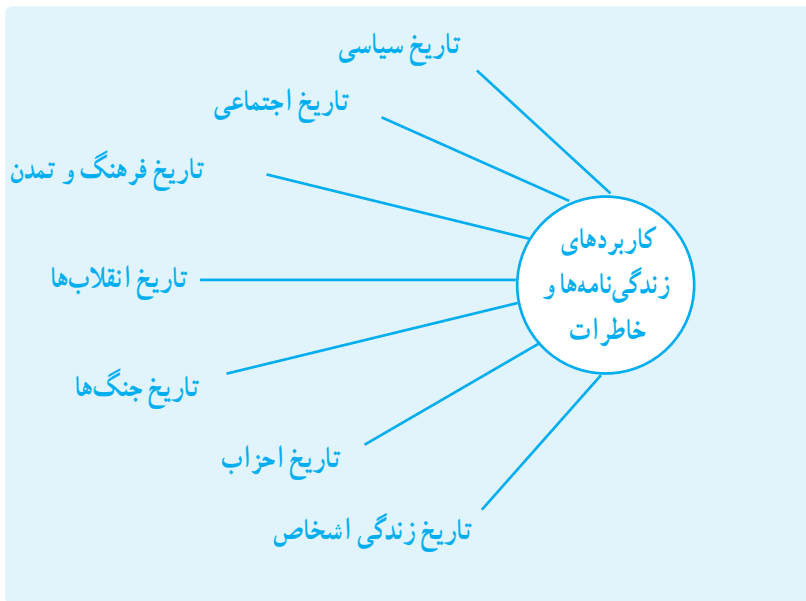 کاربردهای
زندگی‌نامه‌ها و
خاطرات
تاریخ سیاسی
تاریخ اجتماعی
تاریخ فرهنگ و تمدن
تاریخ انقلاب‌ها
تاریخ جنگ‌ها
تاریخ احزاب
تاریخ زندگی اشخاص